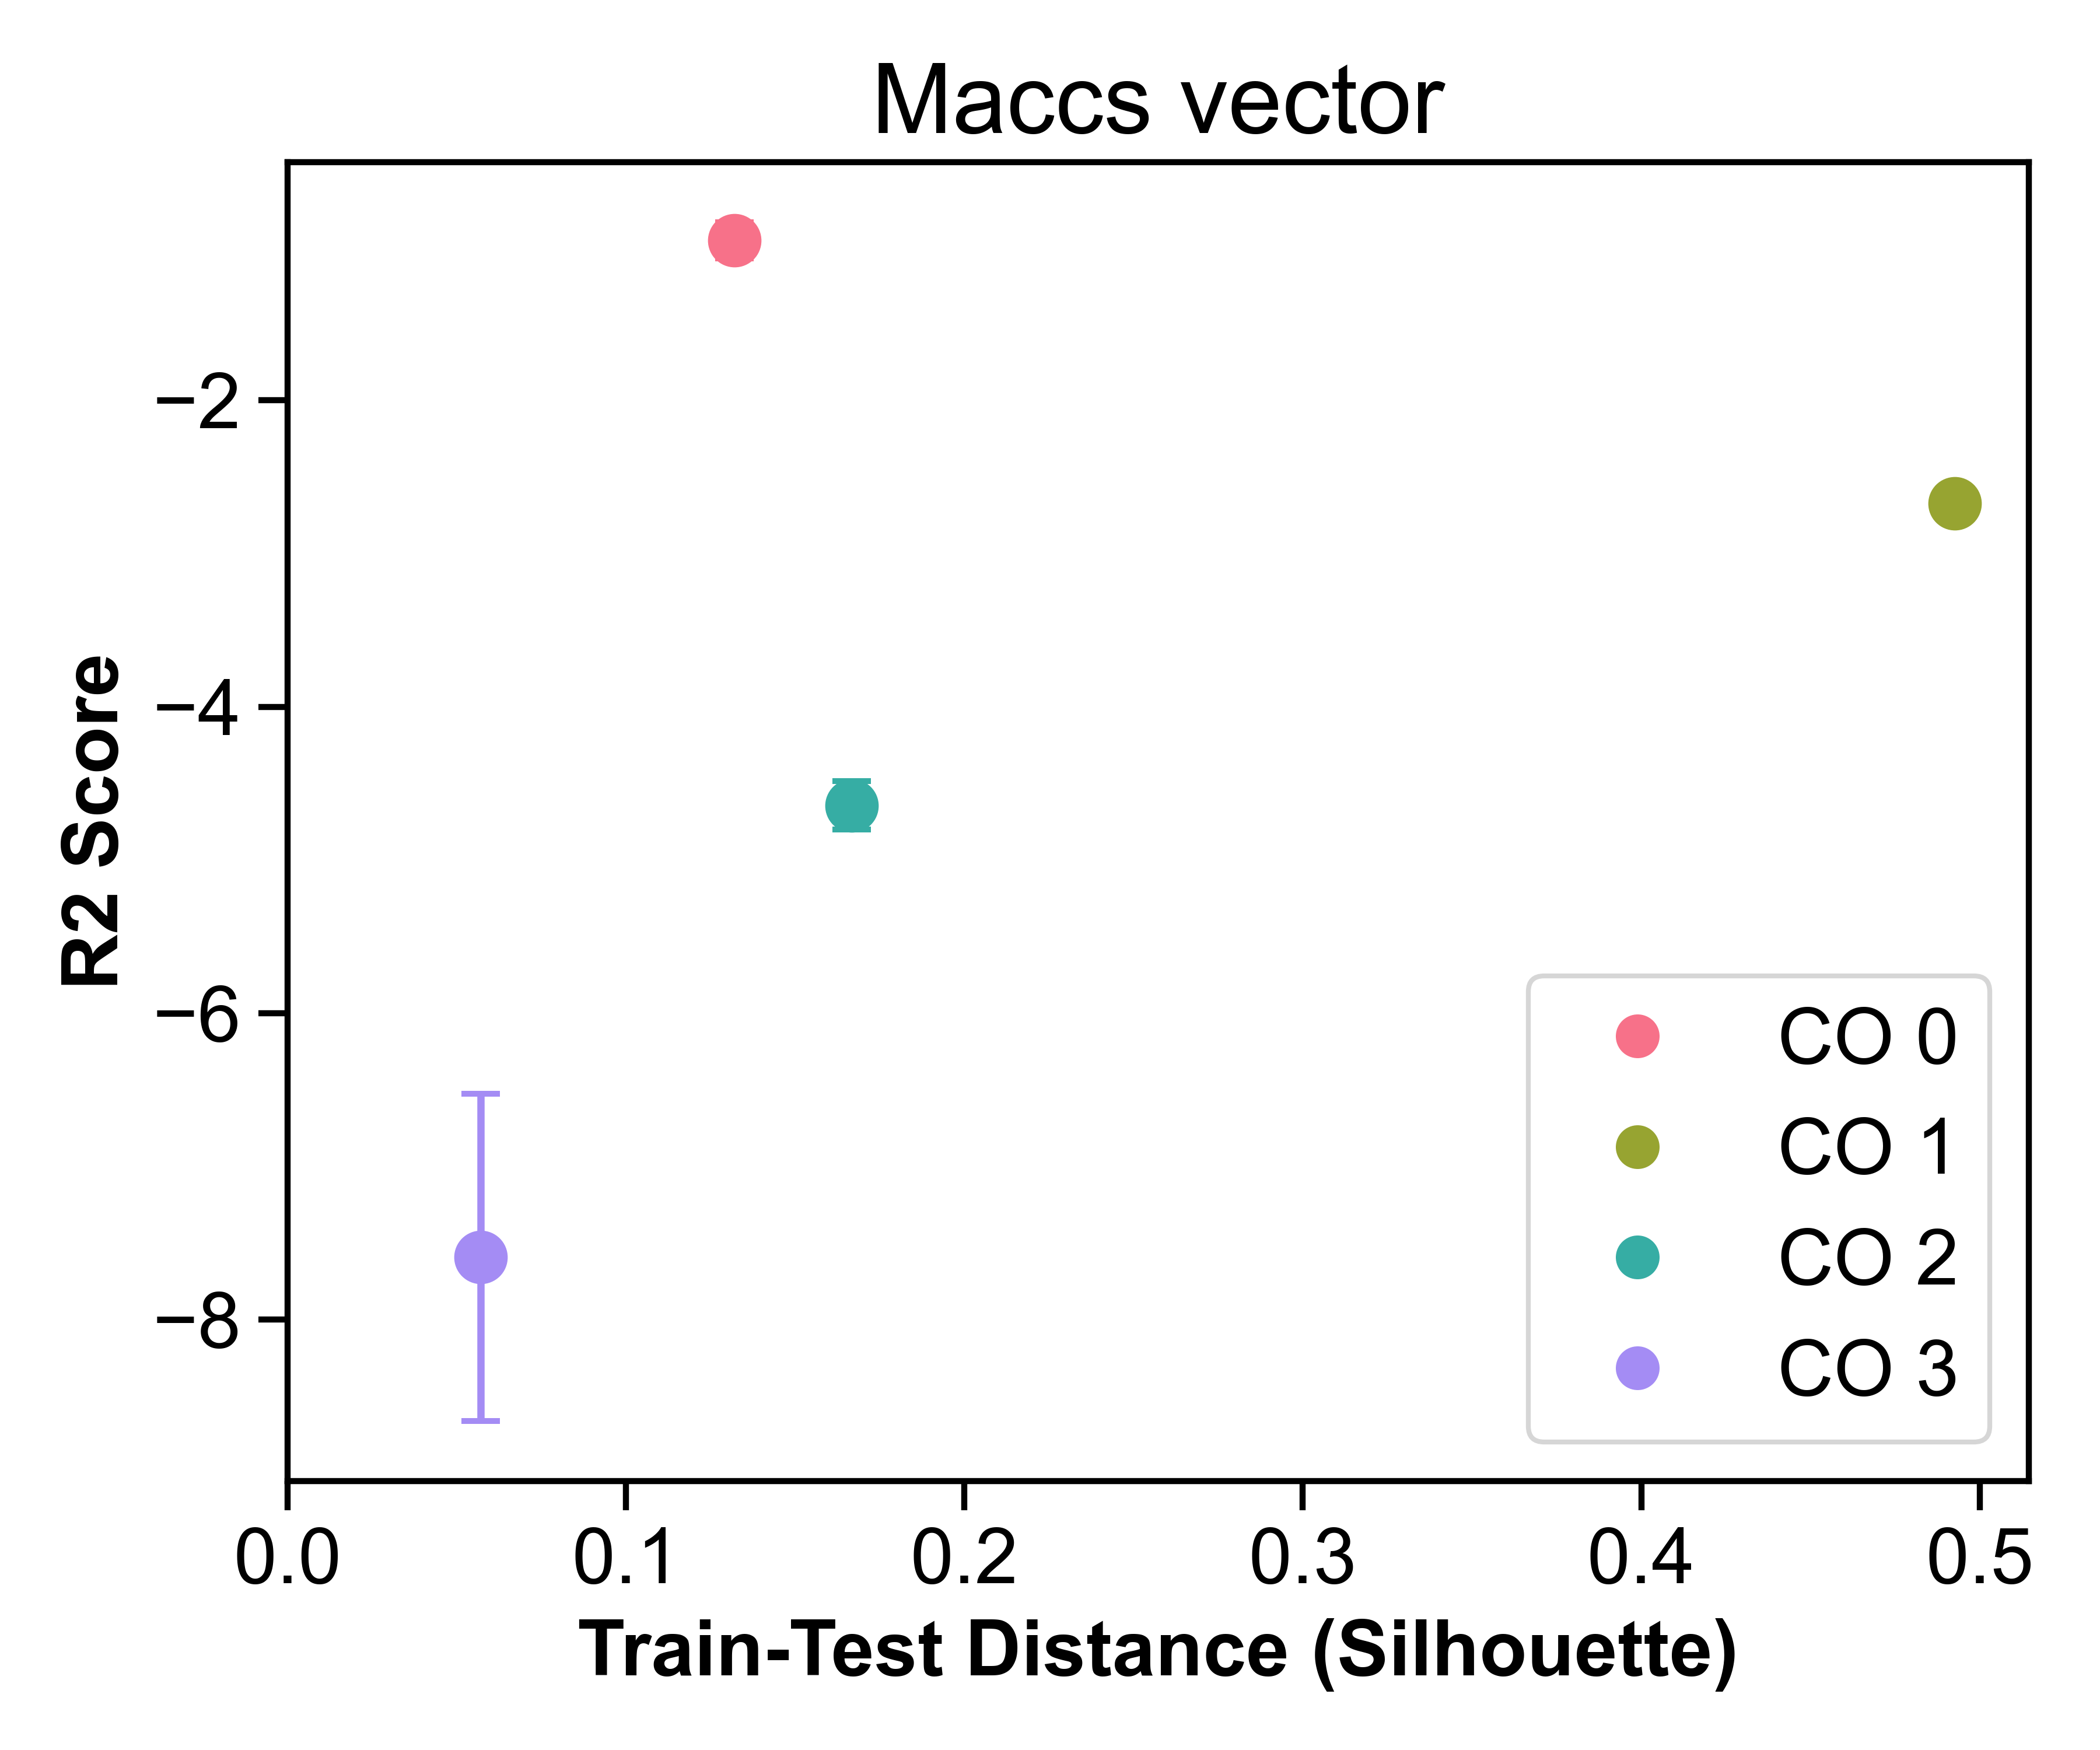 Maccs vector
R2 Score
−2
−4
−6
−8
CO 0
CO 1
CO 2
CO 3
0.0 0.1 0.2 0.3 0.4 0.5
Train-Test Distance (Silhouette)